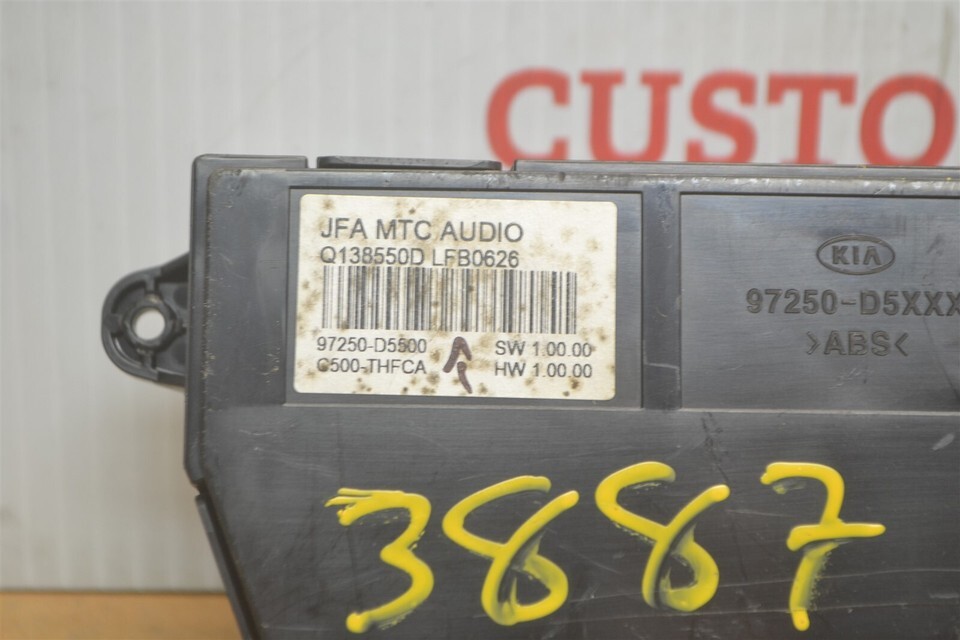 CUSTO
JFA MTC AUDIO
Q138550D LFB0626
97250-D5500 SW 1.00.00
C500-THFCA HW 1.00.00
KIA
97250-D5XXX
>ABS<
3887